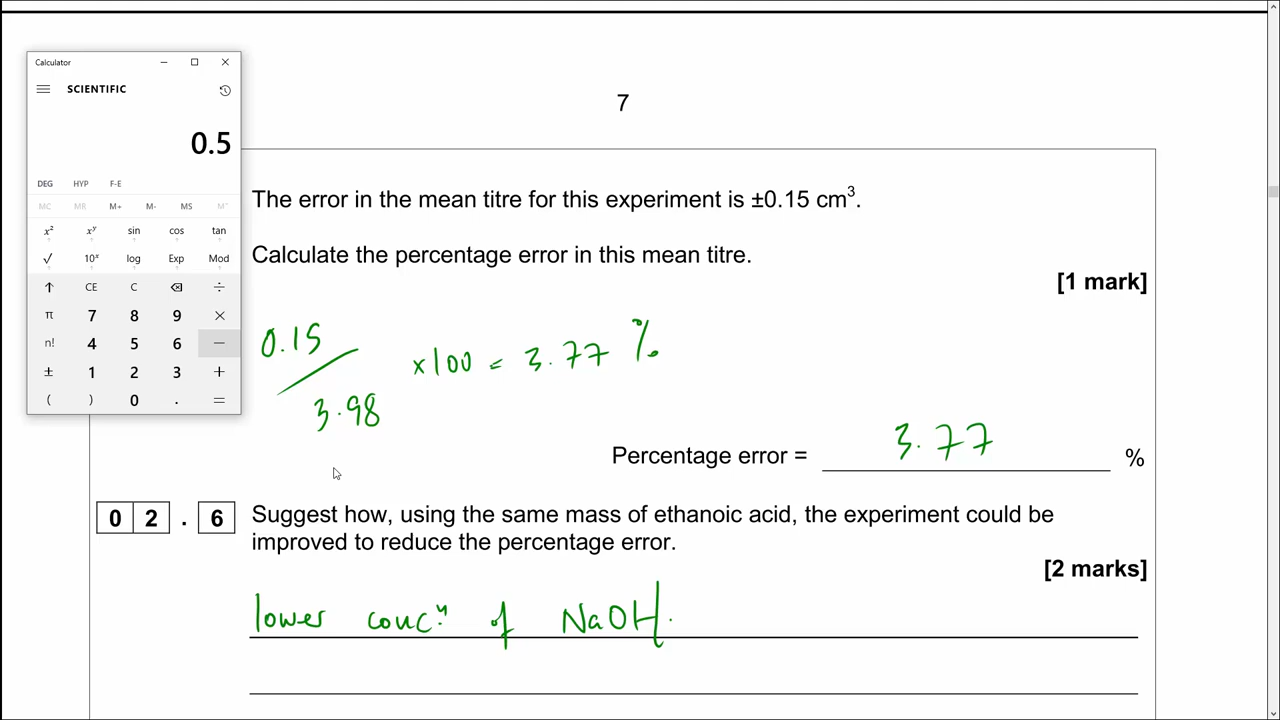 Calculator
SCIENTIFIC
0.5
DEG HYP F-E
MC MR M+ M- MS M˅
x² xʸ sin cos tan
√ 10ˣ log Exp Mod
↑ CE C ⌫ ÷
π 7 8 9 ×
n! 4 5 6 −
± 1 2 3 +
( ) 0 . =
7
The error in the mean titre for this experiment is ±0.15 cm³.
Calculate the percentage error in this mean titre.
[1 mark]
0.15 / 3.98 ×100 = 3.77 %
Percentage error = 3.77 %
02.6 Suggest how, using the same mass of ethanoic acid, the experiment could be
improved to reduce the percentage error.
[2 marks]
lower concⁿ of NaOH.